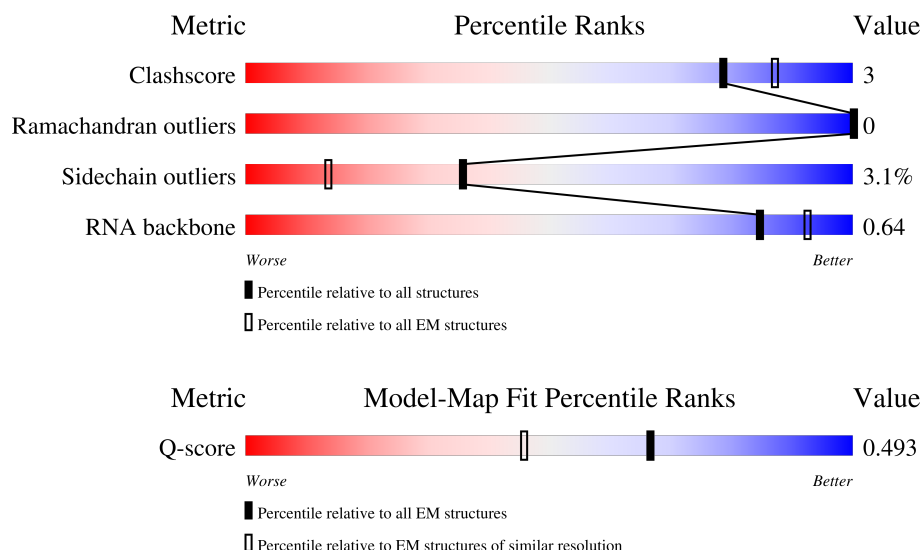 Metric Percentile Ranks Value
Clashscore 3
Ramachandran outliers 0
Sidechain outliers 3.1%
RNA backbone 0.64
Worse Better
Percentile relative to all structures
Percentile relative to all EM structures
Metric Model-Map Fit Percentile Ranks Value
Q-score 0.493
Worse Better
Percentile relative to all EM structures
Percentile relative to EM structures of similar resolution